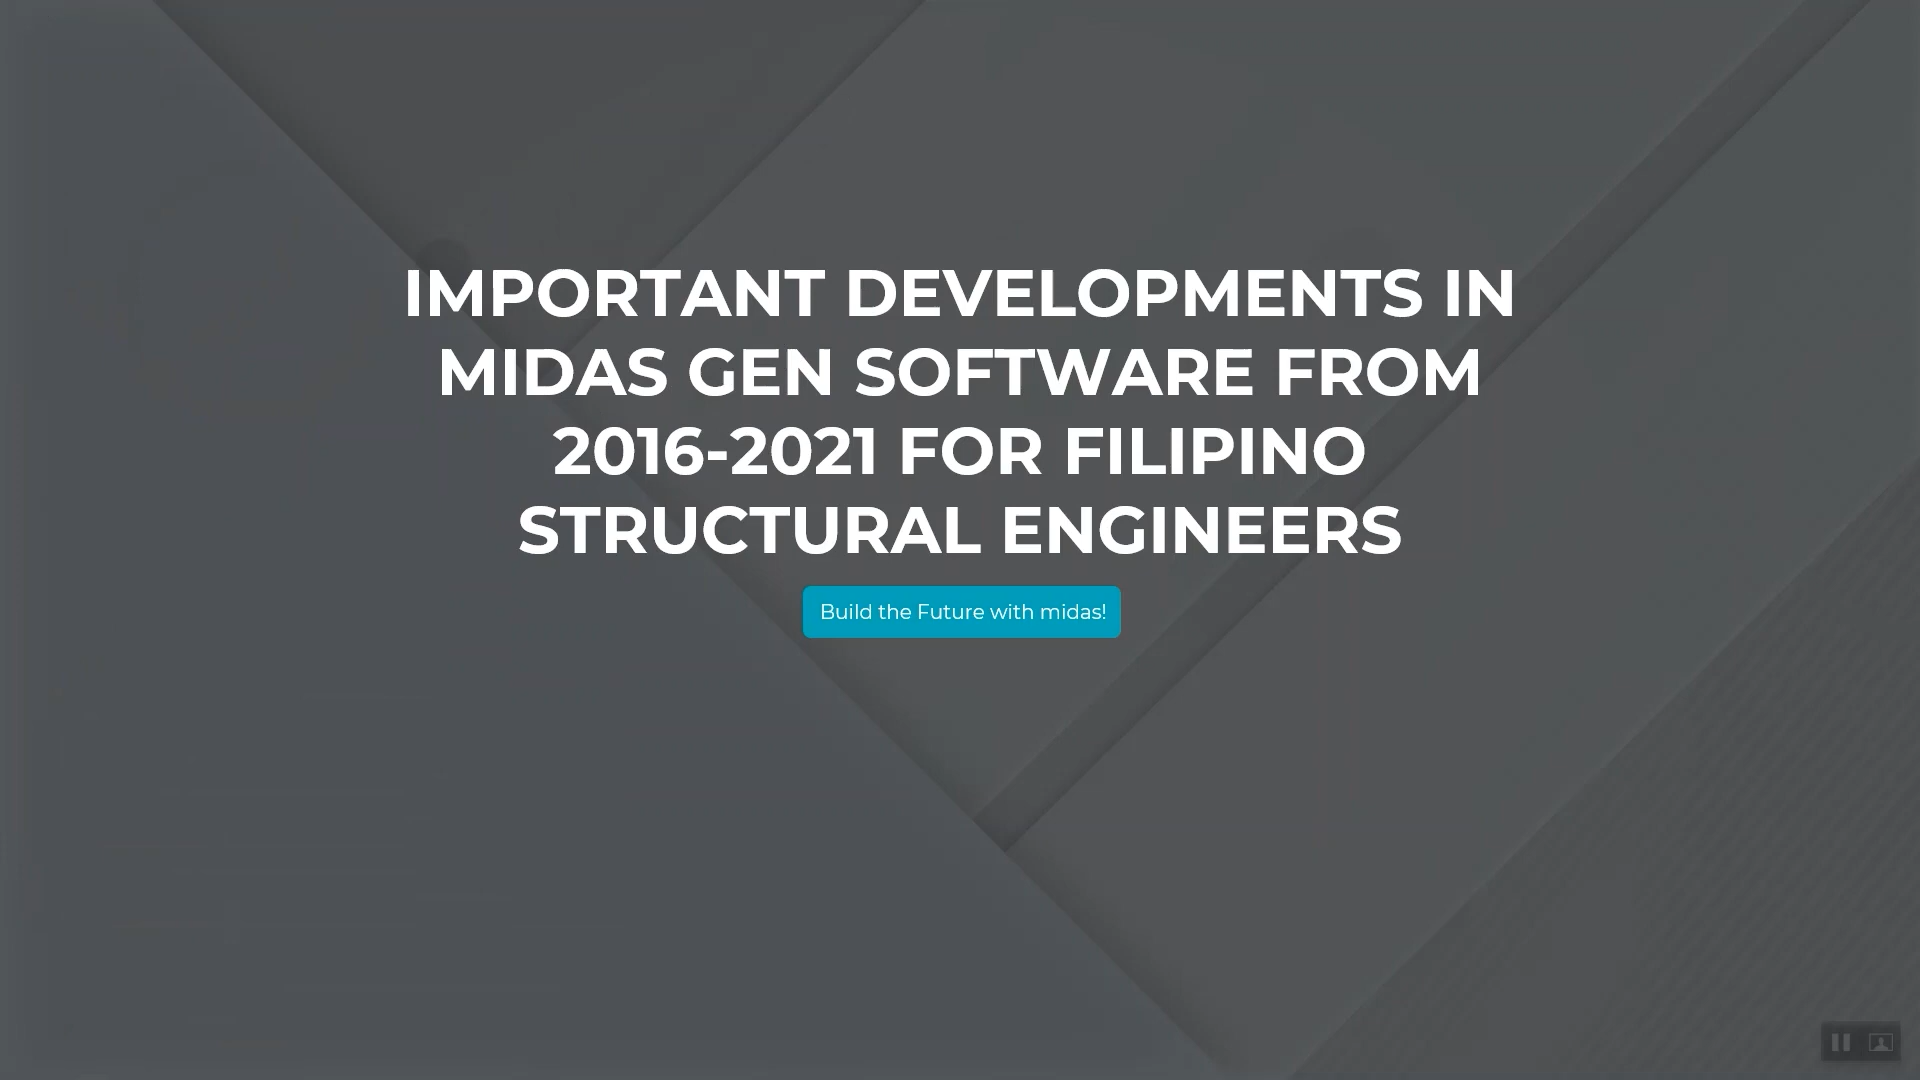 IMPORTANT DEVELOPMENTS IN
MIDAS GEN SOFTWARE FROM
2016-2021 FOR FILIPINO
STRUCTURAL ENGINEERS
Build the Future with midas!